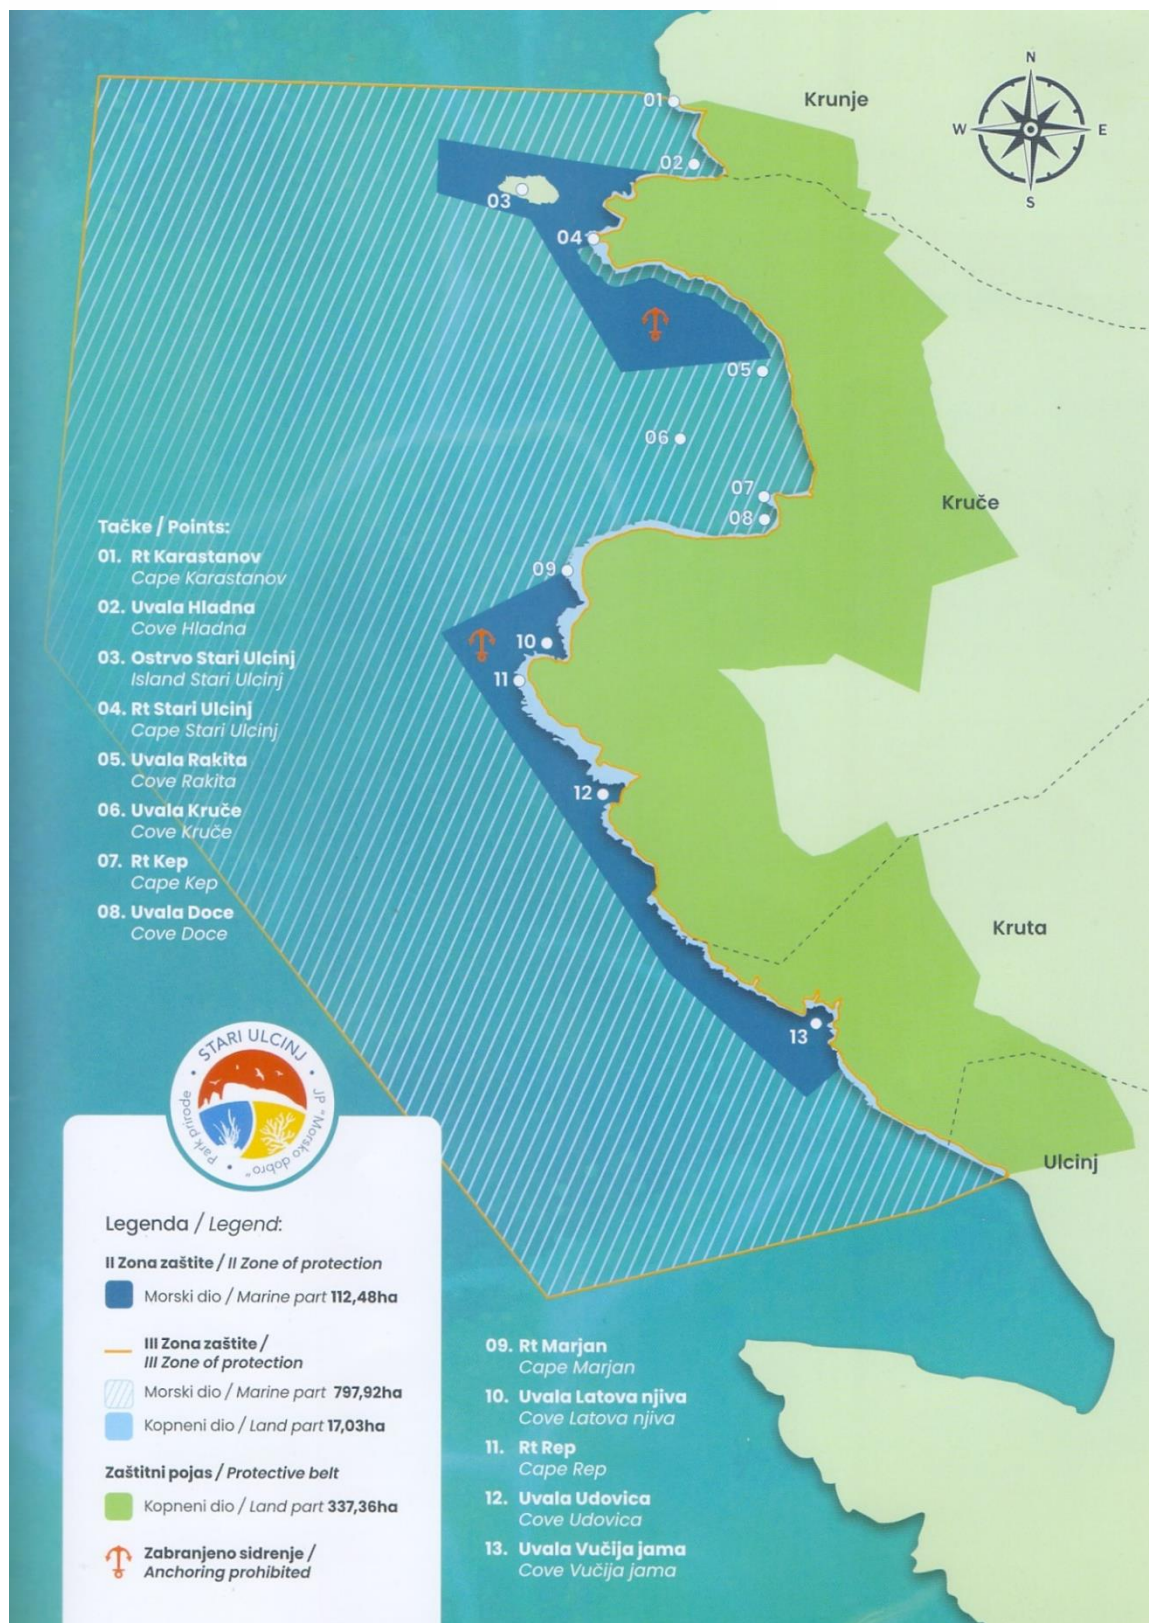 N
W
E
S
Krunje
01
02
03
04
05
06
07
08
09
10
11
12
13
Kruče
Kruta
Ulcinj
Tačke / Points:
01. Rt Karastanov
Cape Karastanov
02. Uvala Hladna
Cove Hladna
03. Ostrvo Stari Ulcinj
Island Stari Ulcinj
04. Rt Stari Ulcinj
Cape Stari Ulcinj
05. Uvala Rakita
Cove Rakita
06. Uvala Kruče
Cove Kruče
07. Rt Kep
Cape Kep
08. Uvala Doce
Cove Doce
STARI ULCINJ
Park prirode
JP "Morsko dobro"
Legenda / Legend:
II Zona zaštite / II Zone of protection
Morski dio / Marine part 112,48ha
III Zona zaštite /
III Zone of protection
Morski dio / Marine part 797,92ha
Kopneni dio / Land part 17,03ha
Zaštitni pojas / Protective belt
Kopneni dio / Land part 337,36ha
Zabranjeno sidrenje /
Anchoring prohibited
09. Rt Marjan
Cape Marjan
10. Uvala Latova njiva
Cove Latova njiva
11. Rt Rep
Cape Rep
12. Uvala Udovica
Cove Udovica
13. Uvala Vučija jama
Cove Vučija jama